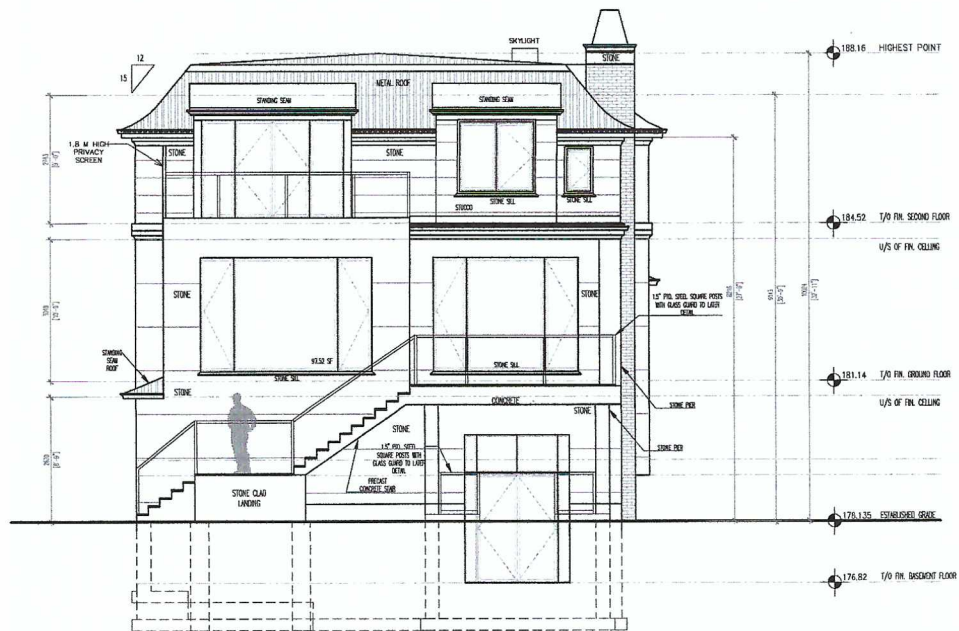 SKYLIGHT
188.16 HIGHEST POINT
STONE
12
15
METAL ROOF
STANDING SEAM
STANDING SEAM
1.8 M HIGH
PRIVACY
SCREEN
STONE
STONE
STONE SILL
STONE SILL
STUCCO
184.52 T/O FIN. SECOND FLOOR
U/S OF FIN. CEILING
STONE
STONE
1.5" PTD. STEEL SQUARE POSTS
WITH GLASS GUARD TO LATER
DETAIL
STANDING
SEAM
ROOF
93.52 SF
STONE SILL
STONE SILL
181.14 T/O FIN. GROUND FLOOR
STONE
CONCRETE
U/S OF FIN. CEILING
STONE PIER
STONE
STONE
1.5" PTD. STEEL
SQUARE POSTS WITH
GLASS GUARD TO LATER
DETAIL
STONE PIER
PRECAST
CONCRETE STAIR
STONE CLAD
LANDING
178.135 ESTABLISHED GRADE
176.82 T/O FIN. BASEMENT FLOOR